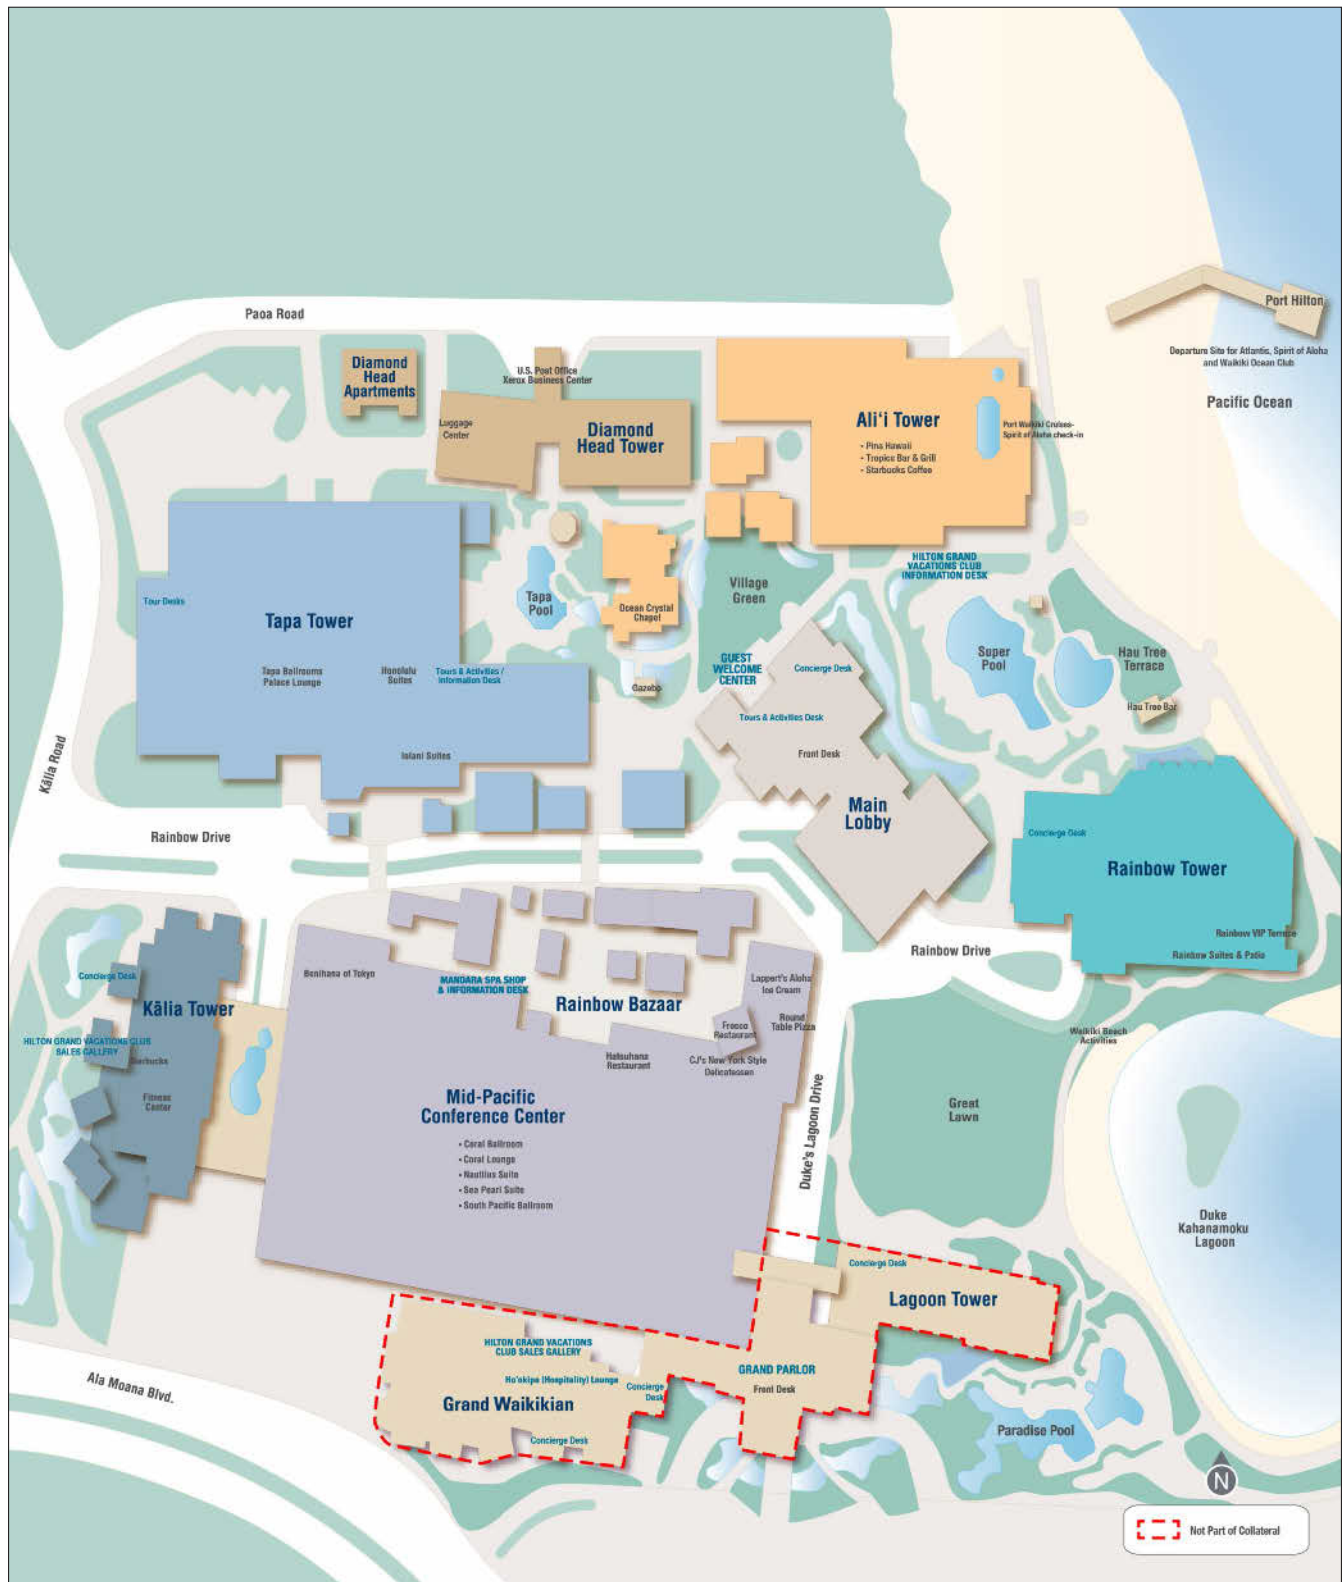 Paoa Road
Port Hilton
Departure Site for Atlantis, Spirit of Aloha
and Waikiki Ocean Club
Pacific Ocean
Diamond
Head
Apartments
U.S. Post Office
Xerox Business Center
Luggage
Center
Diamond
Head Tower
Ali‘i Tower
• Pina Hawaii
• Tropics Bar & Grill
• Starbucks Coffee
Port Waikiki Cruises-
Spirit of Aloha check-in
HILTON GRAND
VACATIONS CLUB
INFORMATION DESK
Tour Desks
Tapa Tower
Tapa Ballrooms
Palace Lounge
Honolulu
Suites
Tours & Activities /
Information Desk
Iolani Suites
Tapa
Pool
Ocean Crystal
Chapel
Gazebo
Village
Green
GUEST
WELCOME
CENTER
Concierge Desk
Tours & Activities Desk
Front Desk
Main
Lobby
Super
Pool
Hau Tree
Terrace
Hau Tree Bar
Kālia Road
Rainbow Drive
Concierge Desk
Rainbow Tower
Rainbow VIP Terrace
Rainbow Suites & Patio
Rainbow Drive
Concierge Desk
Kālia Tower
HILTON GRAND VACATIONS CLUB
SALES GALLERY
Starbucks
Fitness
Center
Benihana of Tokyo
MANDARA SPA SHOP
& INFORMATION DESK
Rainbow Bazaar
Lappert's Aloha
Ice Cream
Round
Table Pizza
Fresco
Restaurant
Hatsuhana
Restaurant
CJ's New York Style
Delicatessen
Mid-Pacific
Conference Center
• Coral Ballroom
• Coral Lounge
• Nautilus Suite
• Sea Pearl Suite
• South Pacific Ballroom
Duke's Lagoon Drive
Waikiki Beach
Activities
Great
Lawn
Duke
Kahanamoku
Lagoon
Concierge Desk
Lagoon Tower
HILTON GRAND VACATIONS
CLUB SALES GALLERY
Ho'okipa (Hospitality) Lounge
Concierge
Desk
Grand Waikikian
Concierge Desk
GRAND PARLOR
Front Desk
Ala Moana Blvd.
Paradise Pool
N
Not Part of Collateral